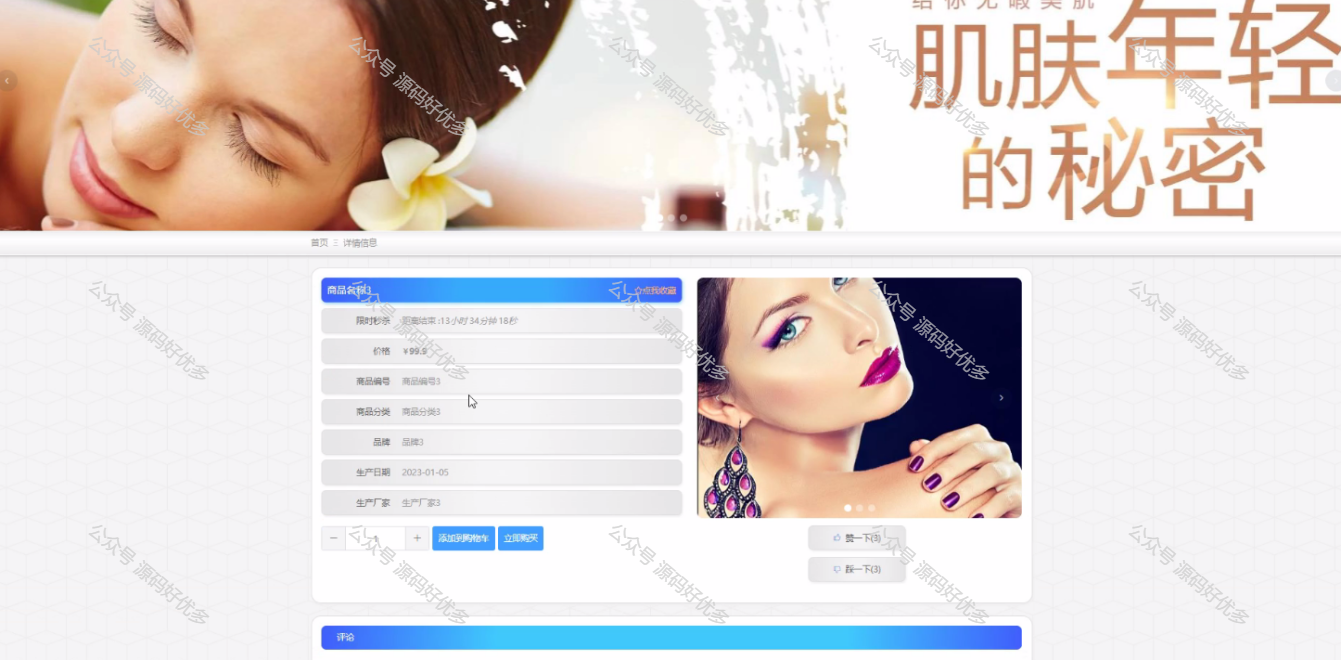 给你无暇美肌
肌肤年轻
的秘密
首页 详情信息
商品名称3 点我收藏
限时秒杀 距离结束:13小时34分钟18秒
价格 ¥99.9
商品编号 商品编号3
商品分类 商品分类3
品牌 品牌3
生产日期 2023-01-05
生产厂家 生产厂家3
− 1 + 添加到购物车 立即购买
赞一下(3)
踩一下(3)
评论
公众号 源码好优多